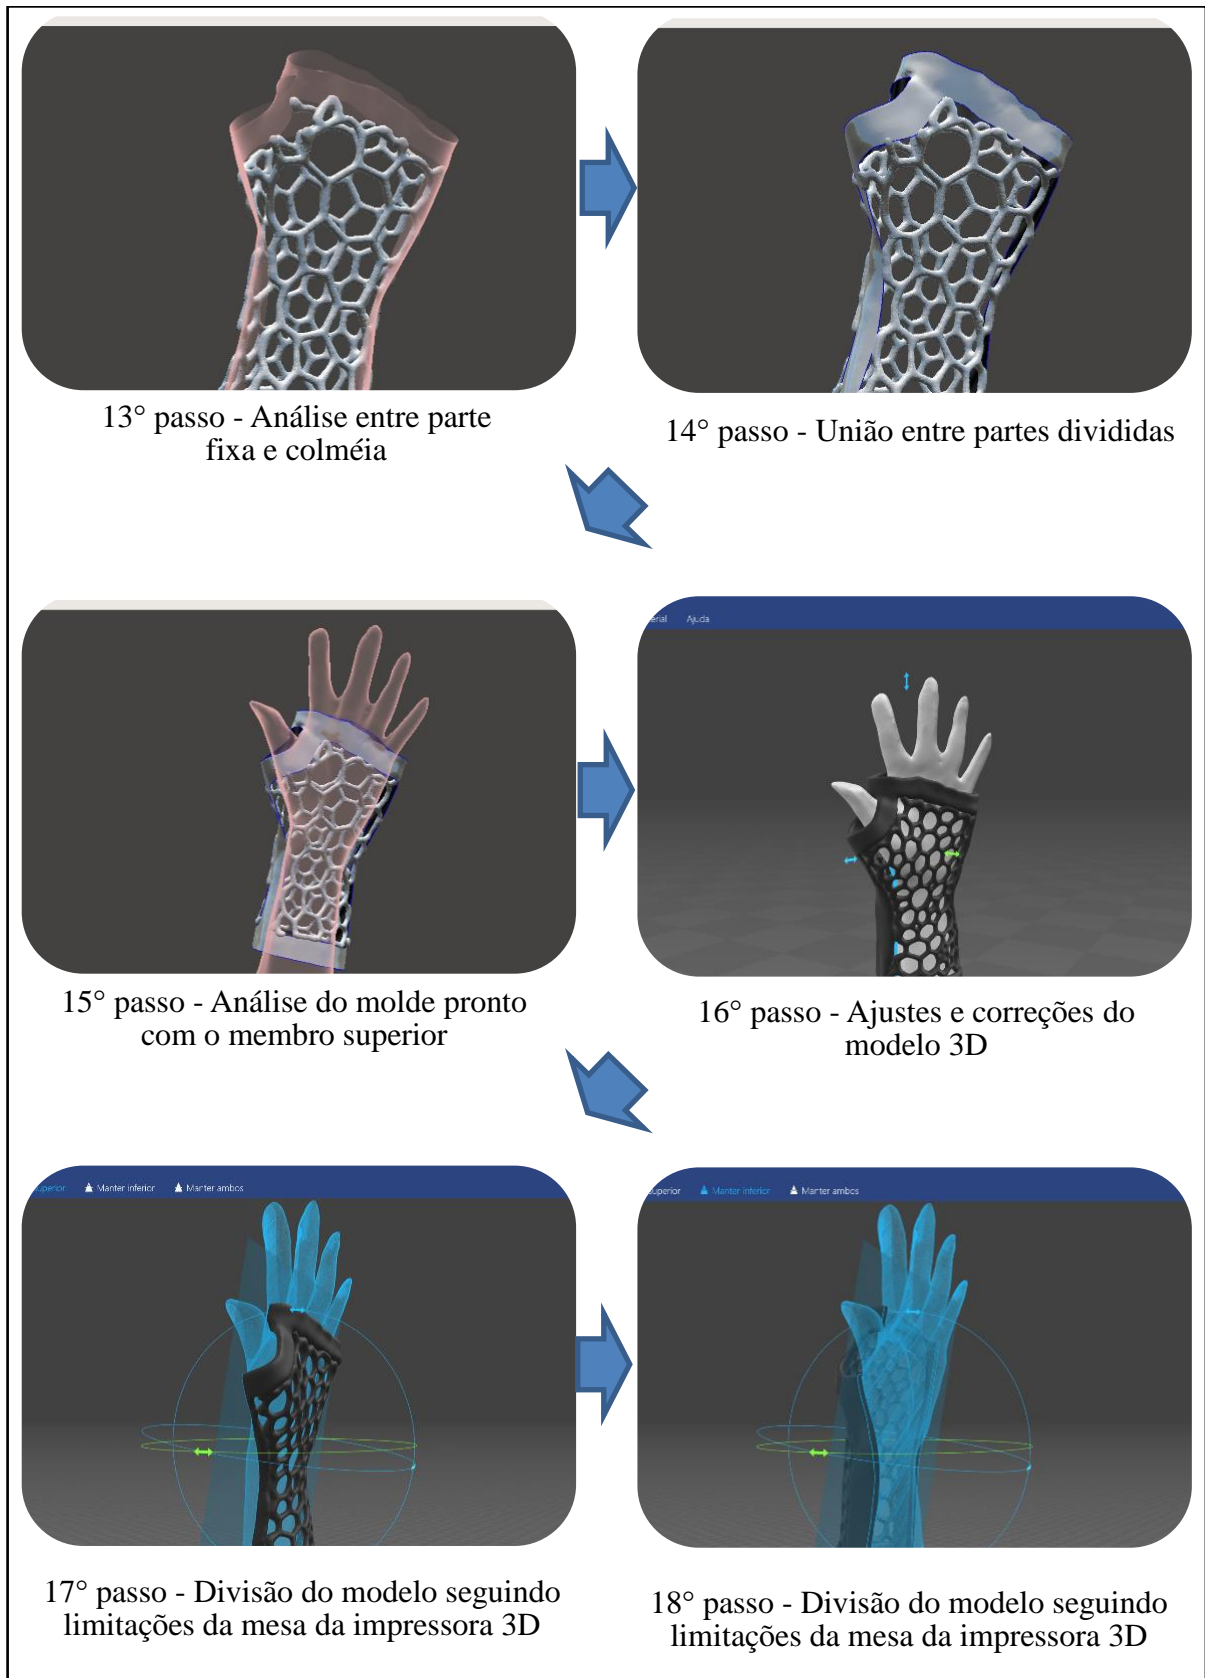 13° passo - Análise entre parte
fixa e colméia
14° passo - União entre partes divididas
Ajuda
15° passo - Análise do molde pronto
com o membro superior
16° passo - Ajustes e correções do
modelo 3D
superior Manter inferior Manter ambos
superior Manter inferior Manter ambos
17° passo - Divisão do modelo seguindo
limitações da mesa da impressora 3D
18° passo - Divisão do modelo seguindo
limitações da mesa da impressora 3D